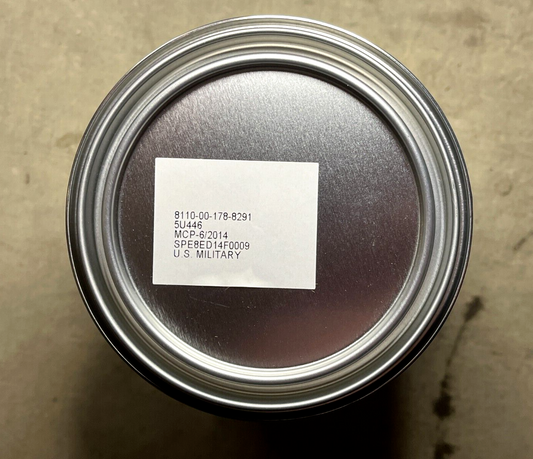 8110-00-178-8291
5U446
MCP-6/2014
SPE8ED14F0009
U.S. MILITARY